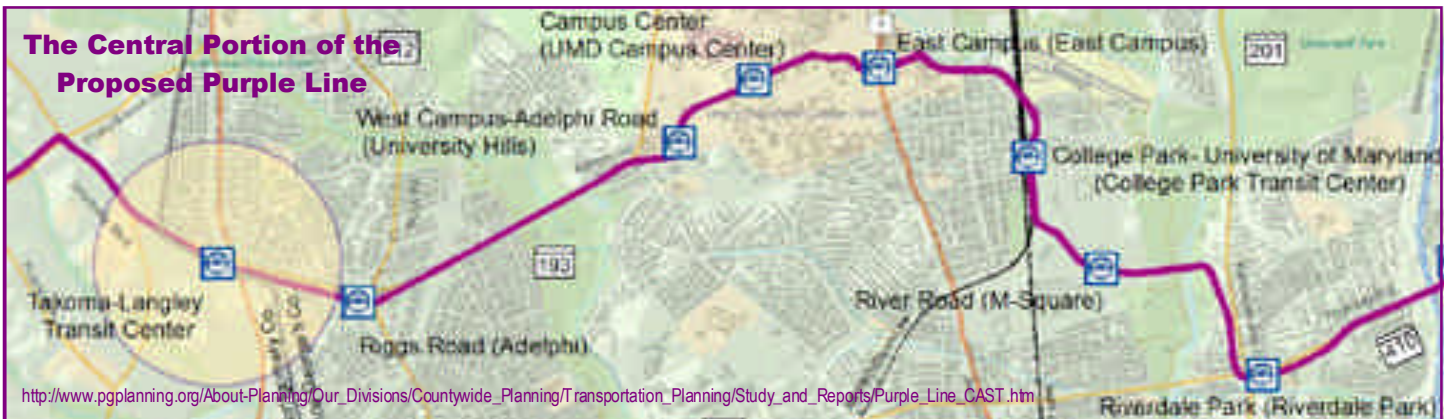 The Central Portion of the
Proposed Purple Line
Campus Center
(UMD Campus Center)
East Campus (East Campus)
201
West Campus-Adelphi Road
(University Hills)
College Park- University of Maryland
(College Park Transit Center)
193
Takoma-Langley
Transit Center
River Road (M-Square)
Riggs Road (Adelphi)
410
Riverdale Park (Riverdale Park)
http://www.pgplanning.org/About-Planning/Our_Divisions/Countywide_Planning/Transportation_Planning/Study_and_Reports/Purple_Line_CAST.htm